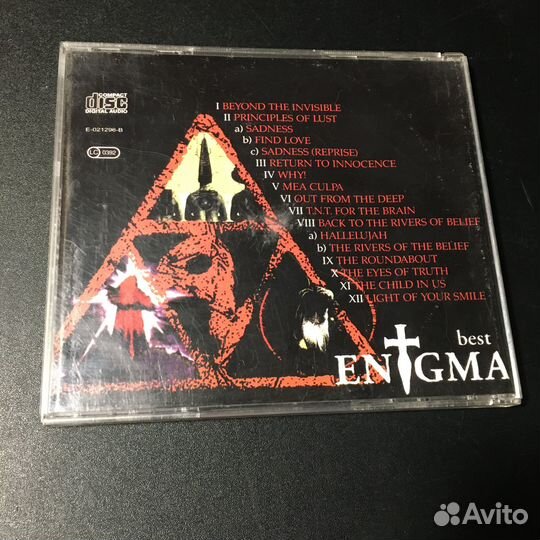 COMPACT
disc
DIGITAL AUDIO
E-021296-B
LC 0392
I BEYOND THE INVISIBLE
II PRINCIPLES OF LUST
a) SADNESS
b) FIND LOVE
c) SADNESS (REPRISE)
III RETURN TO INNOCENCE
IV WHY!
V MEA CULPA
VI OUT FROM THE DEEP
VII T.N.T. FOR THE BRAIN
VIII BACK TO THE RIVERS OF BELIEF
a) HALLELUJAH
b) THE RIVERS OF THE BELIEF
IX THE ROUNDABOUT
X THE EYES OF TRUTH
XI THE CHILD IN US
XII LIGHT OF YOUR SMILE
best
ENIGMA
Avito